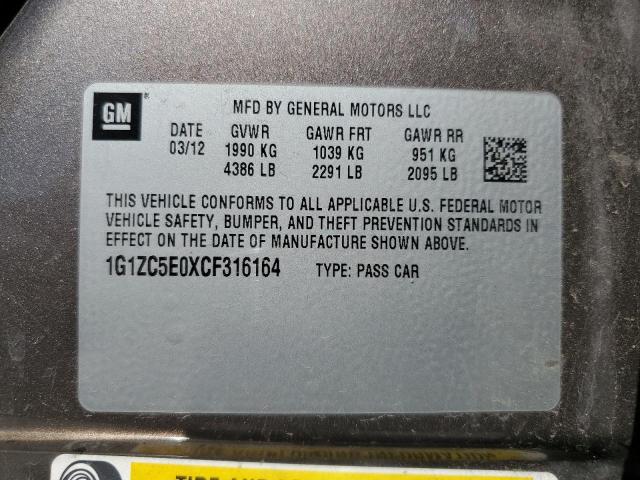 GM
MFD BY GENERAL MOTORS LLC
DATE GVWR GAWR FRT GAWR RR
03/12 1990 KG 1039 KG 951 KG
4386 LB 2291 LB 2095 LB
THIS VEHICLE CONFORMS TO ALL APPLICABLE U.S. FEDERAL MOTOR
VEHICLE SAFETY, BUMPER, AND THEFT PREVENTION STANDARDS IN
EFFECT ON THE DATE OF MANUFACTURE SHOWN ABOVE.
1G1ZC5E0XCF316164 TYPE: PASS CAR
TIRE AND